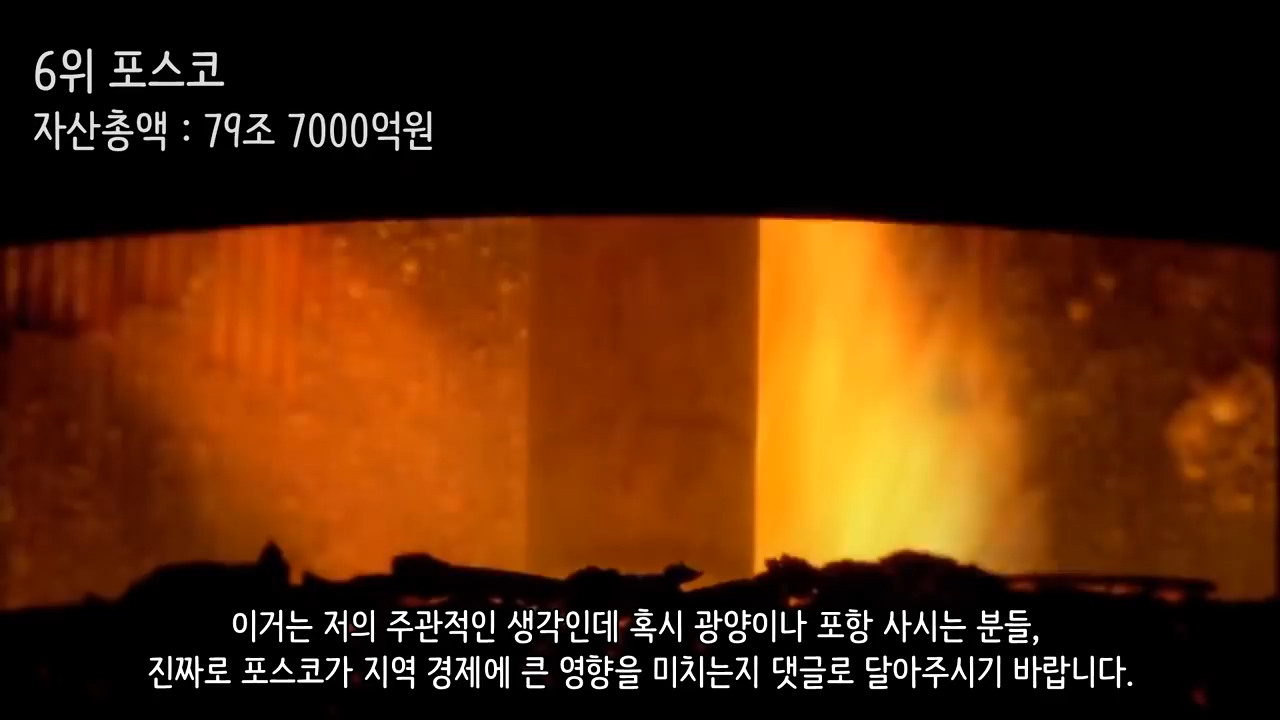 6위 포스코
자산총액 : 79조 7000억원
이거는 저의 주관적인 생각인데 혹시 광양이나 포항 사시는 분들,
진짜로 포스코가 지역 경제에 큰 영향을 미치는지 댓글로 달아주시기 바랍니다.